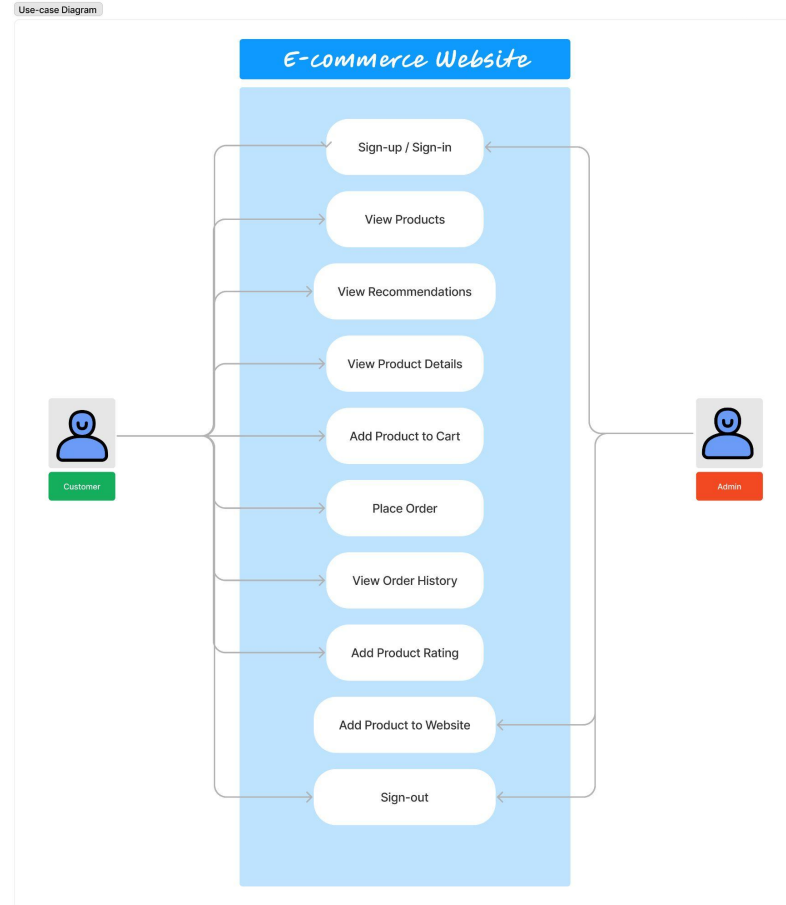 Use-case Diagram
E-commerce Website
Sign-up / Sign-in
View Products
View Recommendations
View Product Details
Add Product to Cart
Customer
Admin
Place Order
View Order History
Add Product Rating
Add Product to Website
Sign-out